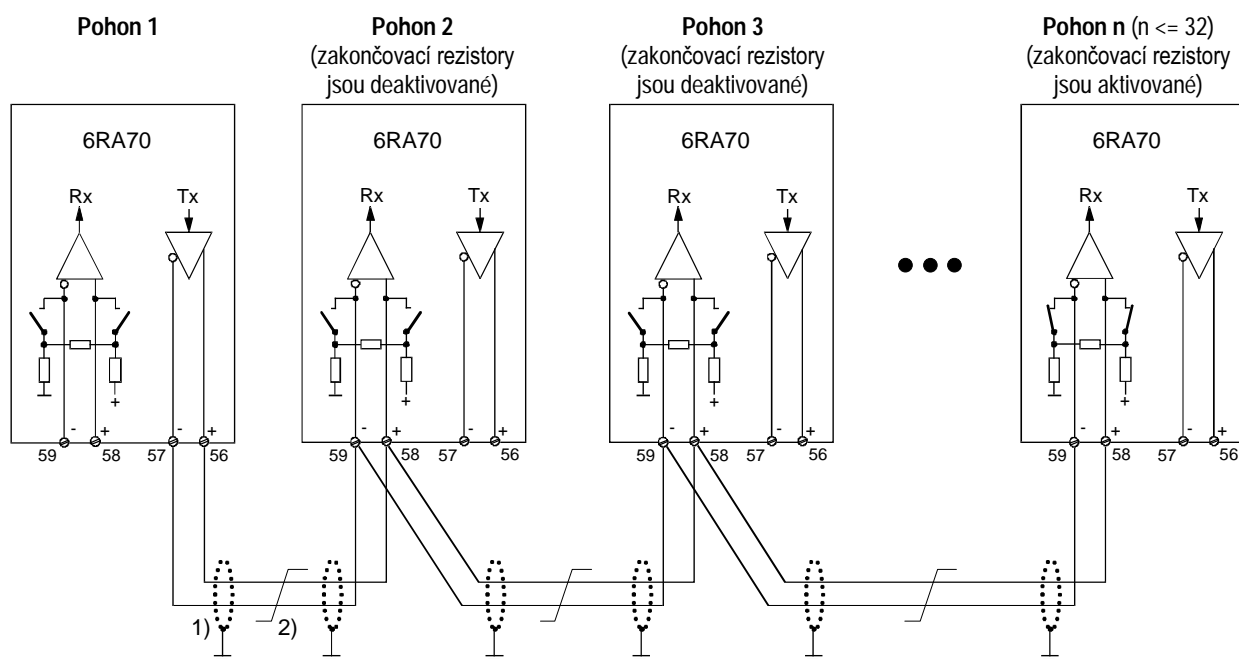 Pohon 1
Pohon 2
(zakončovací rezistory
jsou deaktivované)
Pohon 3
(zakončovací rezistory
jsou deaktivované)
Pohon n (n <= 32)
(zakončovací rezistory
jsou aktivované)
6RA70
6RA70
6RA70
6RA70
Rx Tx
Rx Tx
Rx Tx
Rx Tx
+
+
+
+
- + - +
- + - +
- + - +
- + - +
59 58 57 56
59 58 57 56
59 58 57 56
59 58 57 56
1) 2)